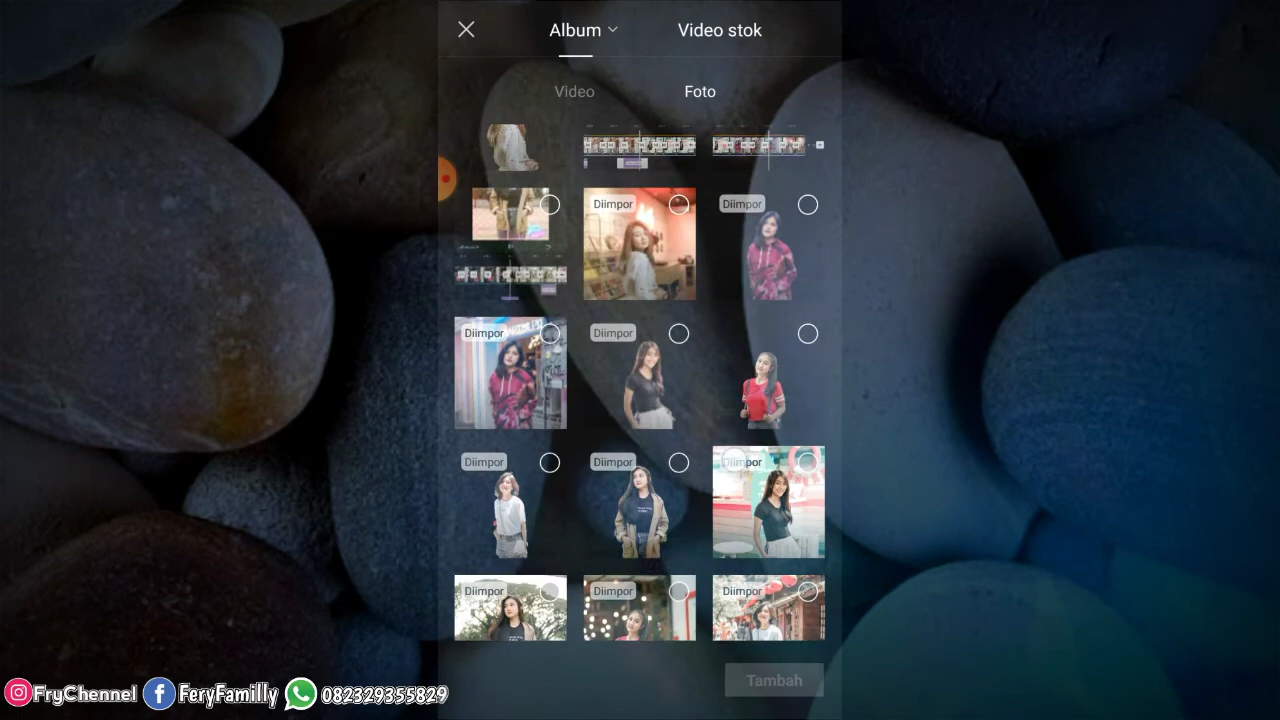 Album
Video stok
Video
Foto
Diimpor
Diimpor
Diimpor
Diimpor
Diimpor
Diimpor
Diimpor
Diimpor
Diimpor
Diimpor
Tambah
FryChennel
FeryFamilly
082329355829